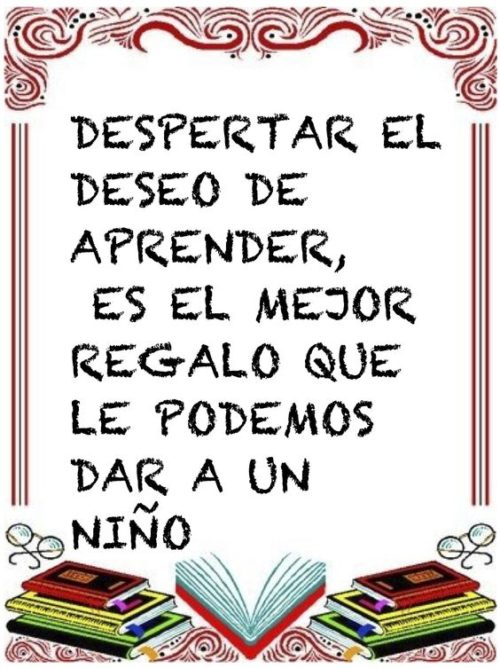 DESPERTAR EL
DESEO DE
APRENDER,
ES EL MEJOR
REGALO QUE
LE PODEMOS
DAR A UN
NIÑO